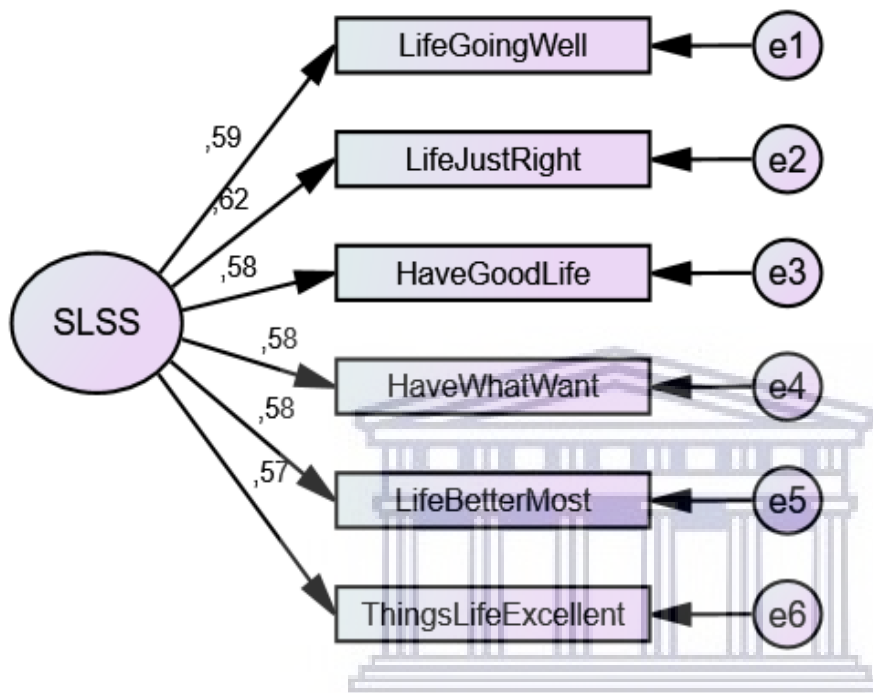 LifeGoingWell
e1
,59
LifeJustRight
e2
,62
HaveGoodLife
e3
,58
SLSS
HaveWhatWant
e4
,58
LifeBetterMost
e5
,58
ThingsLifeExcellent
e6
,57